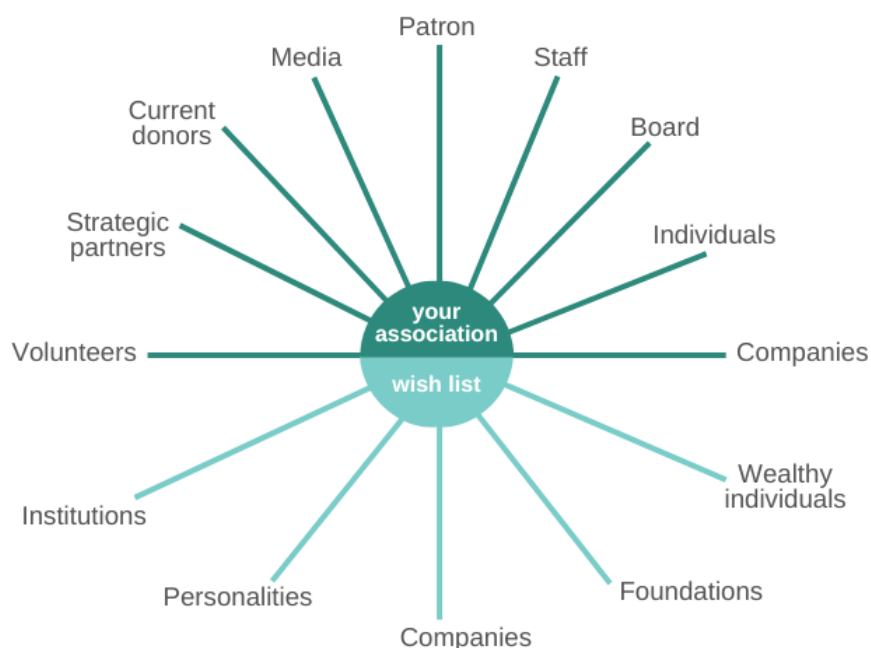 Patron
Media
Staff
Current
donors
Board
Strategic
partners
Individuals
your
association
Volunteers
Companies
wish list
Wealthy
individuals
Institutions
Personalities
Foundations
Companies